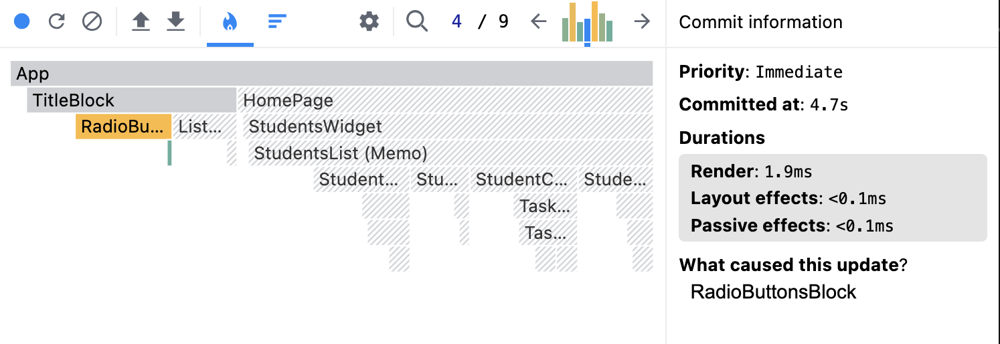 4 / 9
Commit information
App
TitleBlock
HomePage
RadioBu...
List...
StudentsWidget
StudentsList (Memo)
Student...
Stu...
StudentC...
Stude...
Task...
Tas...
Priority: Immediate
Committed at: 4.7s
Durations
Render: 1.9ms
Layout effects: <0.1ms
Passive effects: <0.1ms
What caused this update?
RadioButtonsBlock